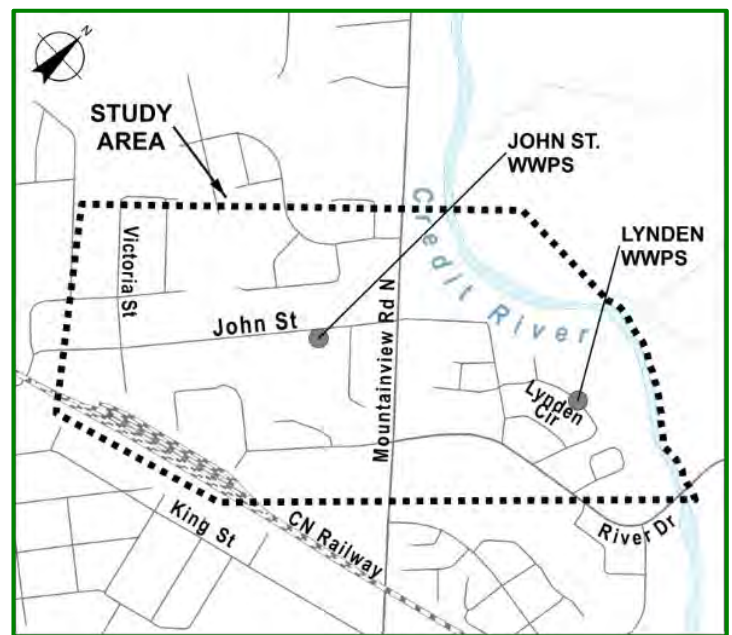 N
STUDY
AREA
JOHN ST.
WWPS
LYNDEN
WWPS
Credit River
Victoria St
John St
Mountainview Rd N
Lynden
Cir
King St
CN Railway
River Dr